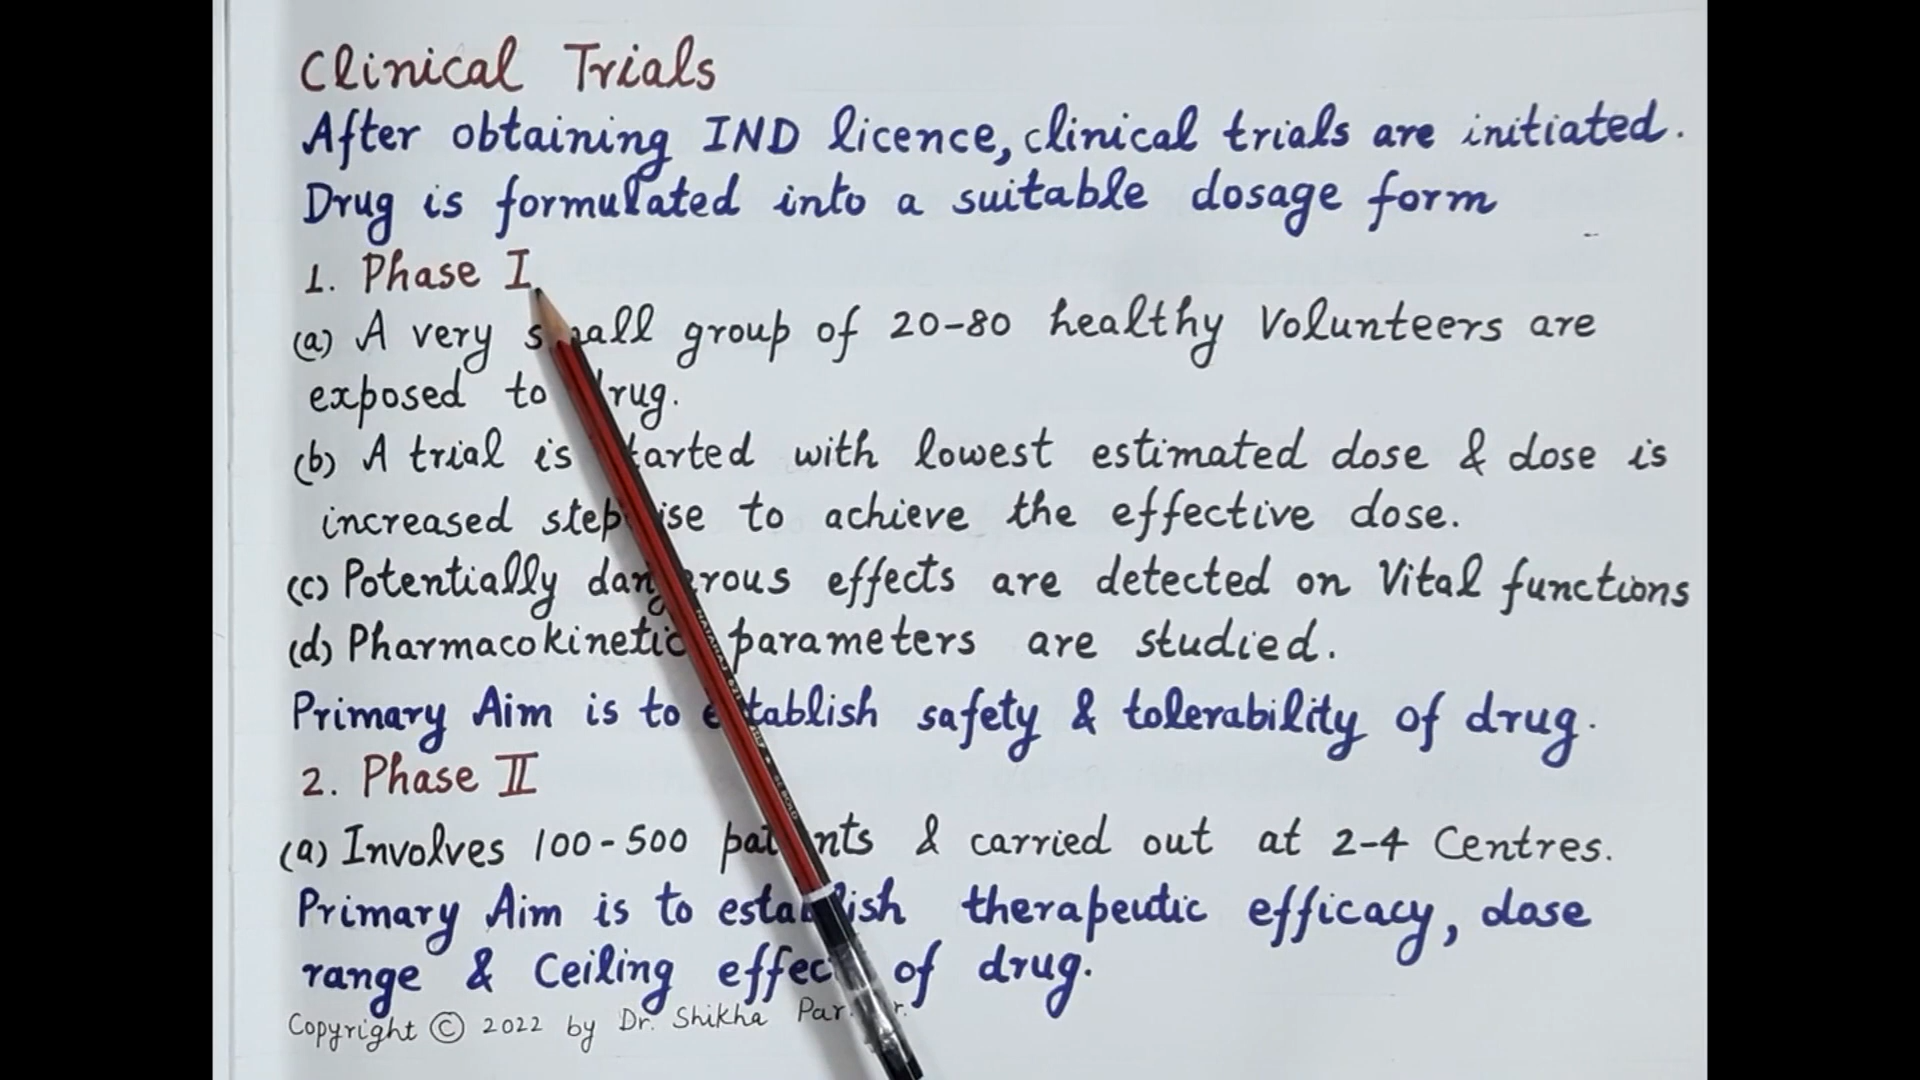 Clinical Trials
After obtaining IND licence, clinical trials are initiated.
Drug is formulated into a suitable dosage form
1. Phase I
(a) A very small group of 20-80 healthy Volunteers are
exposed to drug.
(b) A trial is started with lowest estimated dose & dose is
increased stepwise to achieve the effective dose.
(c) Potentially dangerous effects are detected on Vital functions
(d) Pharmacokinetic parameters are studied.
Primary Aim is to establish safety & tolerability of drug.
2. Phase II
(a) Involves 100-500 patients & carried out at 2-4 Centres.
Primary Aim is to establish therapeutic efficacy, dose
range & Ceiling effect of drug.
Copyright © 2022 by Dr. Shikha